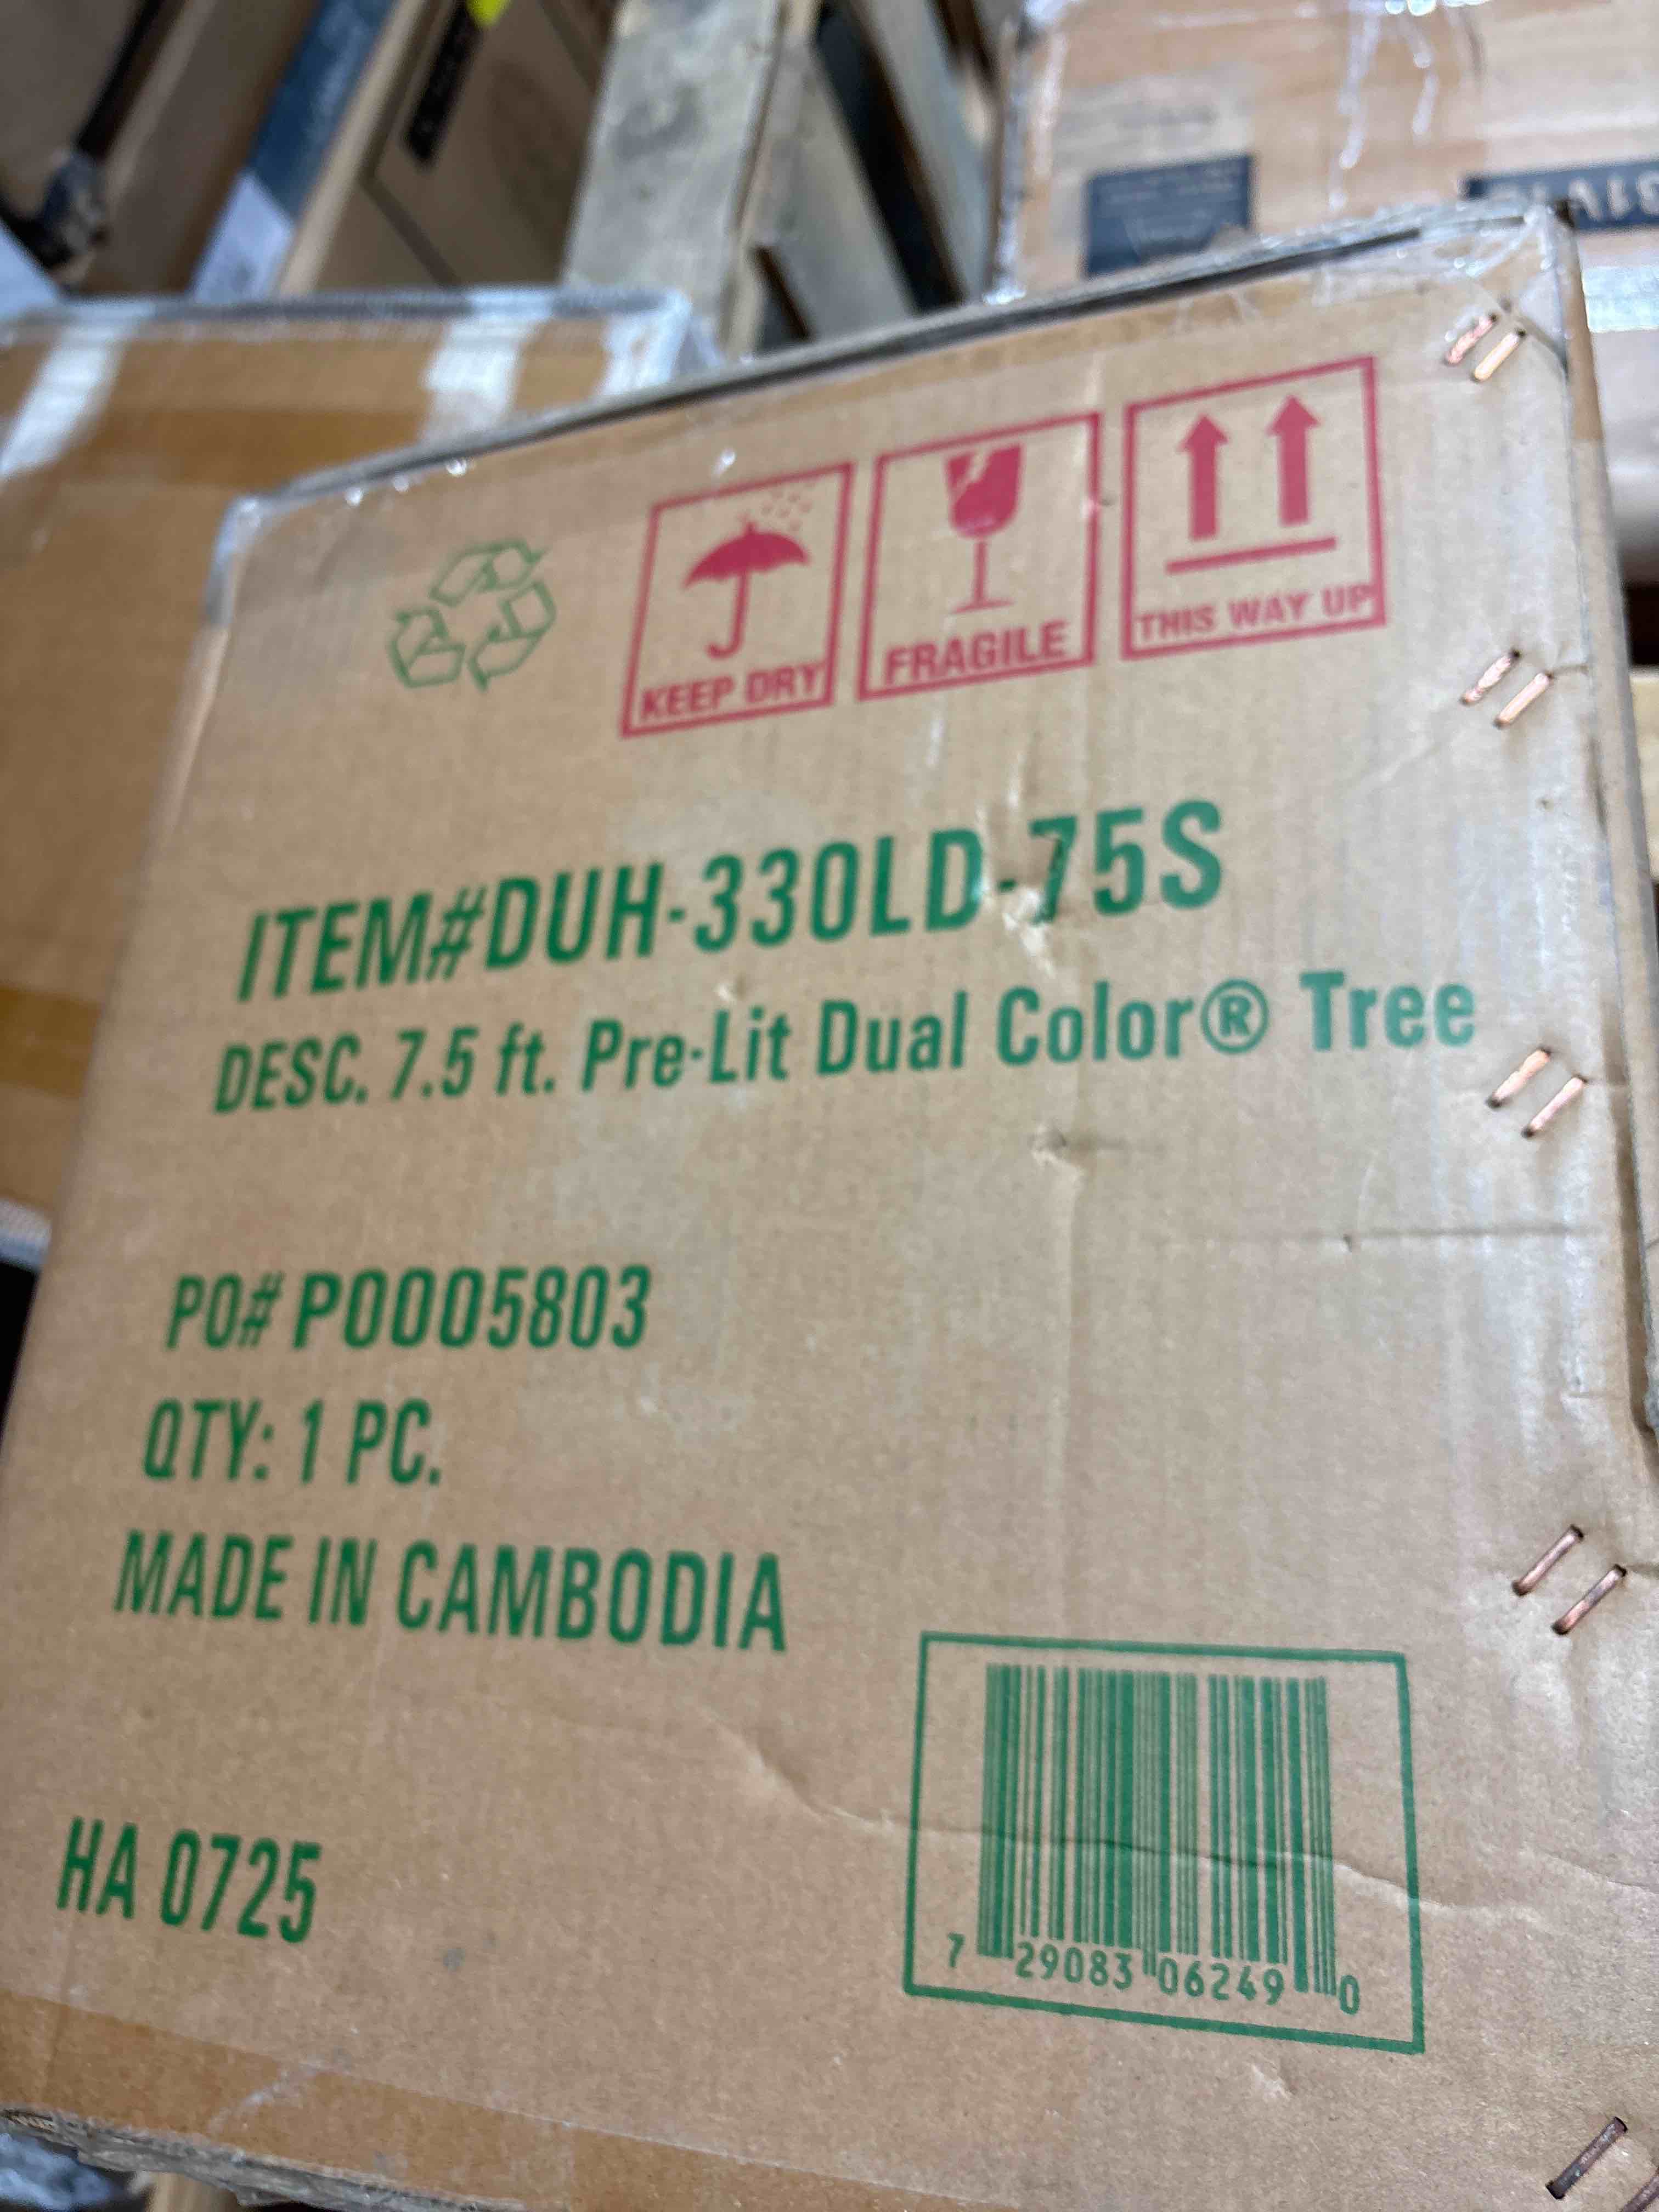 KEEP DRY
FRAGILE
THIS WAY UP
ITEM#DUH-330LD-75S
DESC. 7.5 ft. Pre-Lit Dual Color® Tree
PO# P0005803
QTY: 1 PC.
MADE IN CAMBODIA
HA 0725
7 29083 06249 0